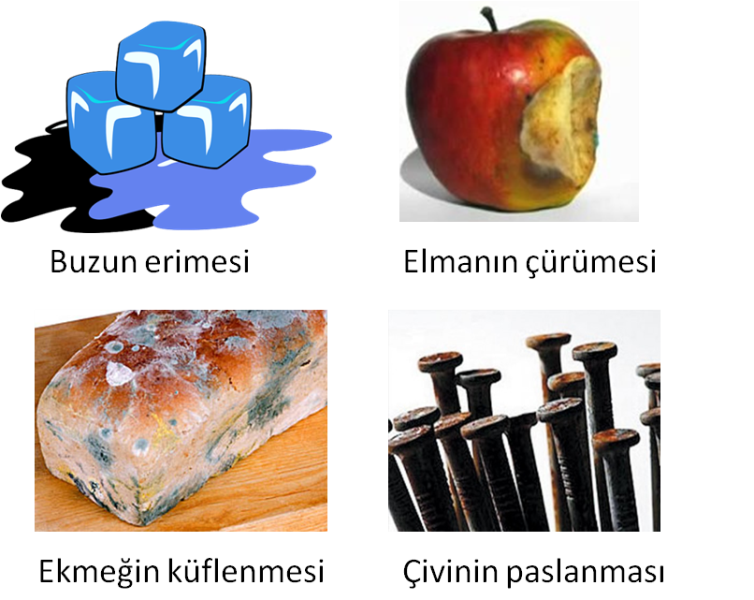 Buzun erimesi
Elmanın çürümesi
Ekmeğin küflenmesi
Çivinin paslanması